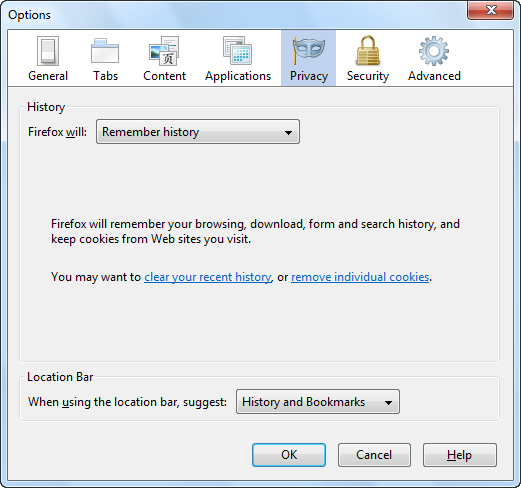 Options
General Tabs Content Applications Privacy Security Advanced
History
Firefox will: Remember history
Firefox will remember your browsing, download, form and search history, and
keep cookies from Web sites you visit.
You may want to clear your recent history, or remove individual cookies.
Location Bar
When using the location bar, suggest: History and Bookmarks
OK Cancel Help